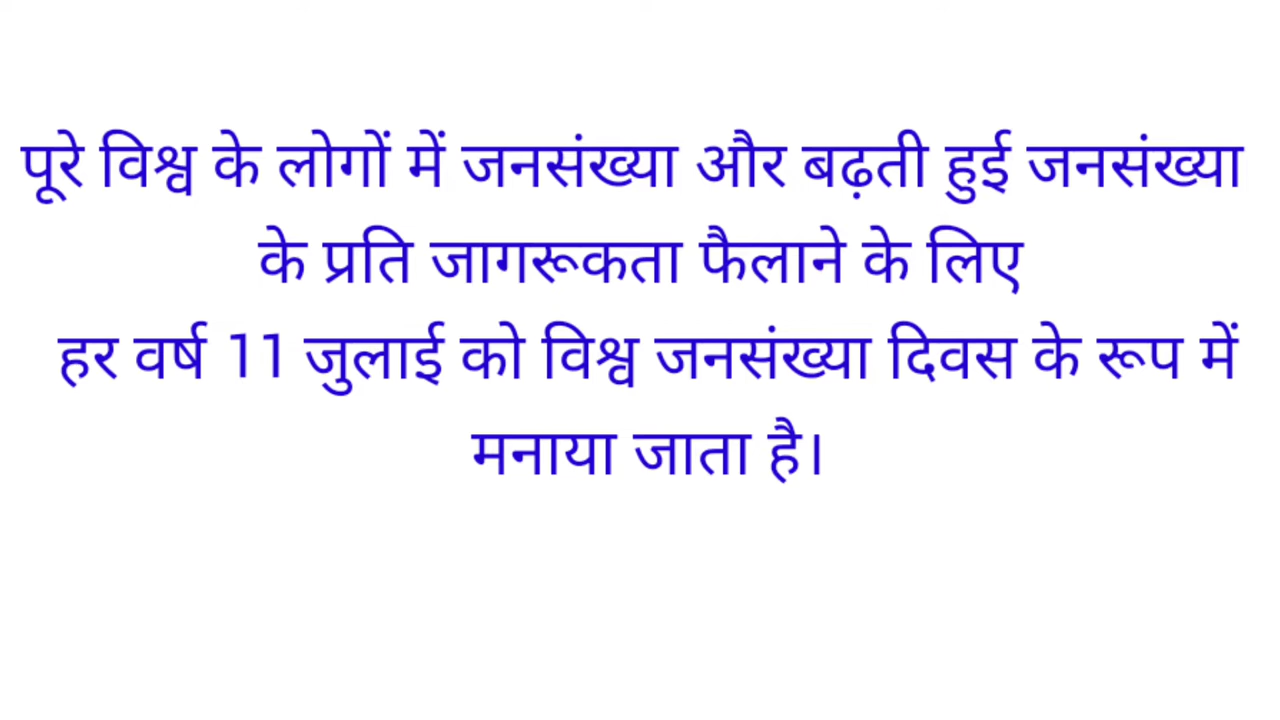 पूरे विश्व के लोगों में जनसंख्या और बढ़ती हुई जनसंख्या
के प्रति जागरूकता फैलाने के लिए
हर वर्ष 11 जुलाई को विश्व जनसंख्या दिवस के रूप में
मनाया जाता है।